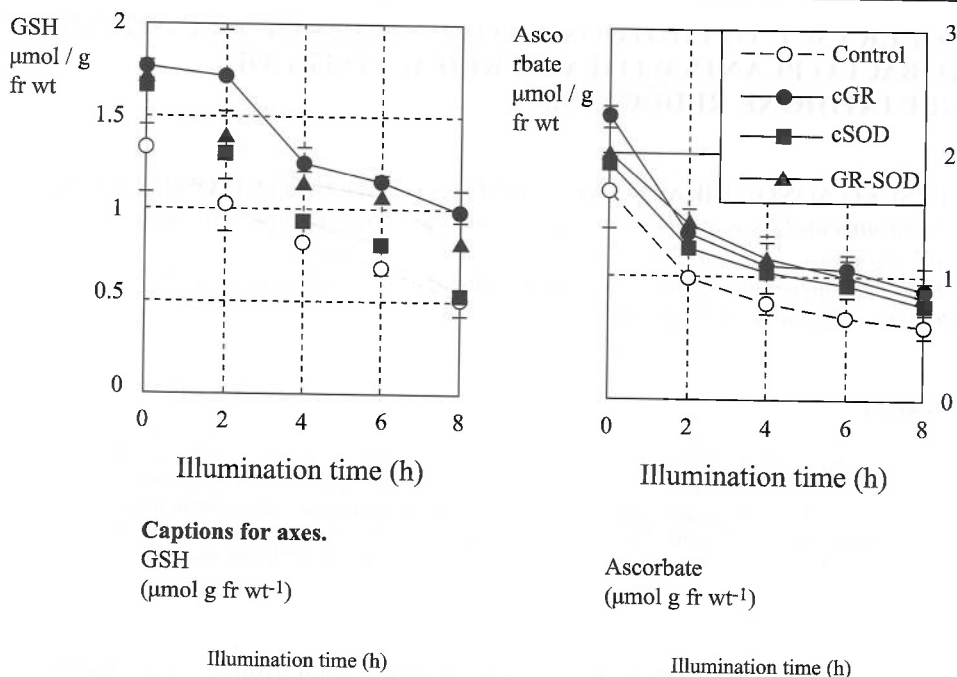 GSH
μmol / g
fr wt
2
1.5
1
0.5
0
0 2 4 6 8
Illumination time (h)
Asco
rbate
μmol / g
fr wt
3
2
1
0
Control
cGR
cSOD
GR-SOD
0 2 4 6 8
Illumination time (h)
Captions for axes.
GSH
(μmol g fr wt-1)
Illumination time (h)
Ascorbate
(μmol g fr wt-1)
Illumination time (h)